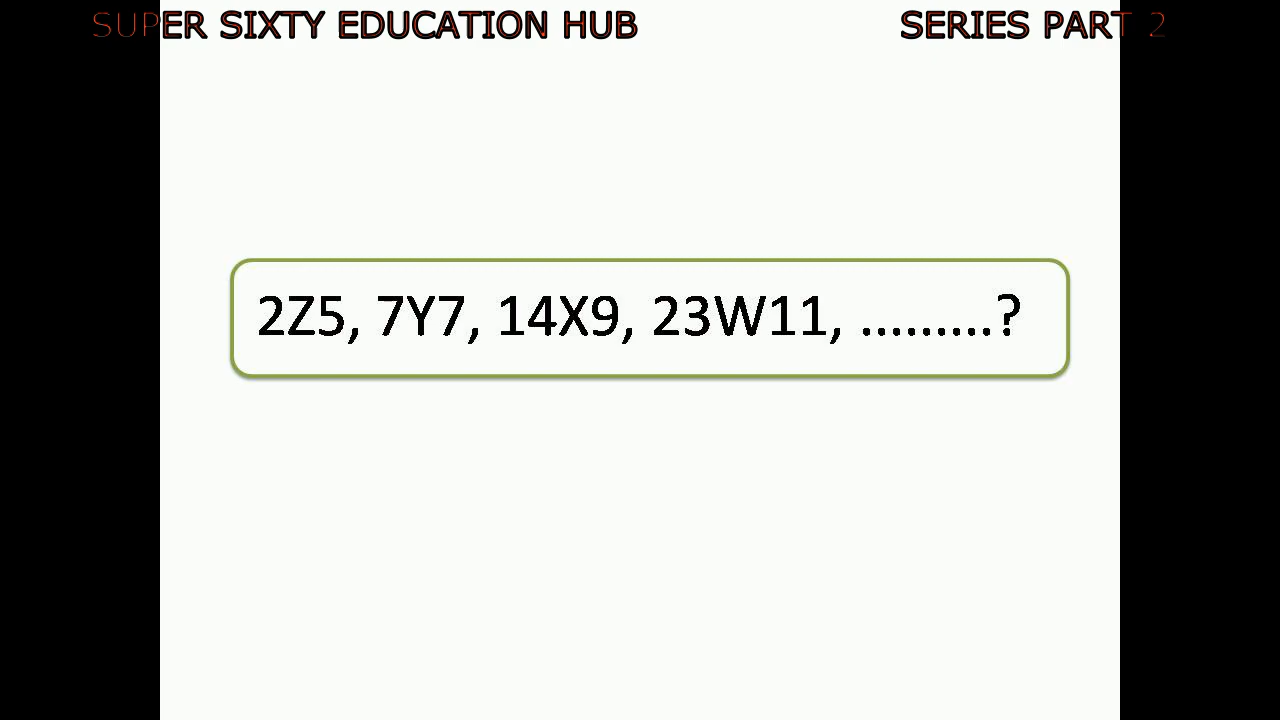 SUPER SIXTY EDUCATION HUB SERIES PART 2
2Z5, 7Y7, 14X9, 23W11, .........?